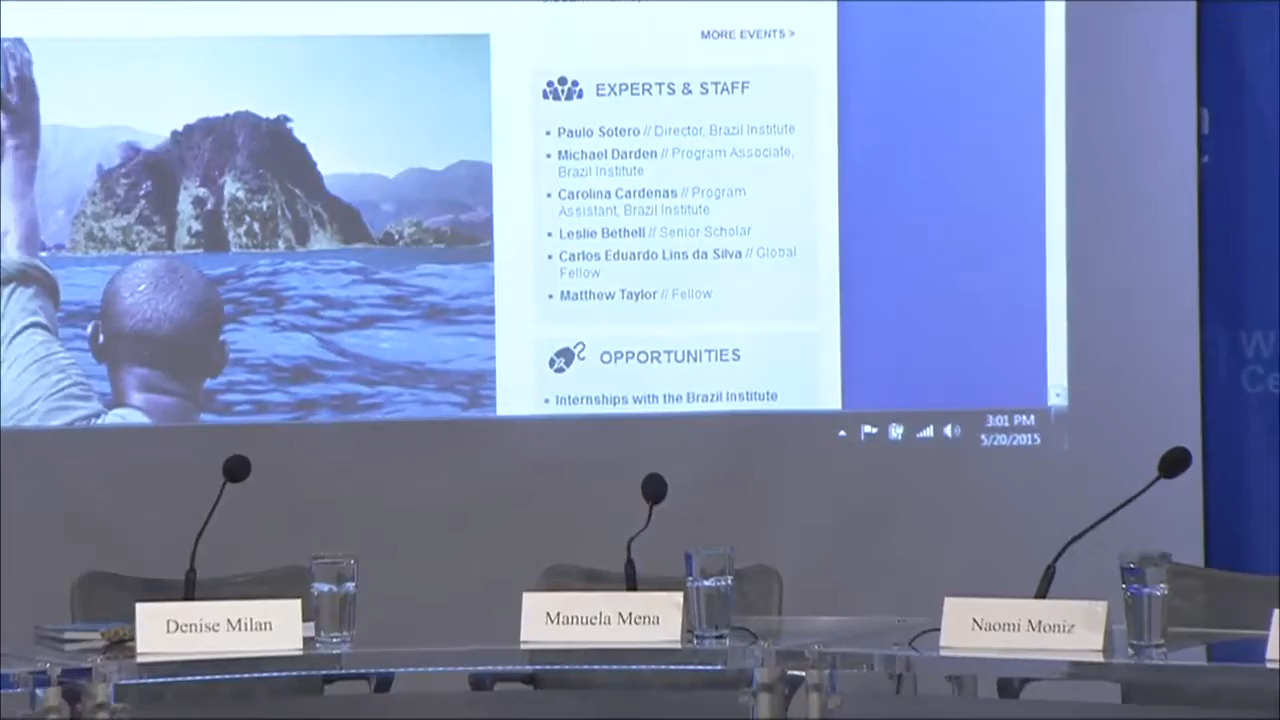 MORE EVENTS >
EXPERTS & STAFF
Paulo Sotero // Director, Brazil Institute
Michael Darden // Program Associate,
Brazil Institute
Carolina Cardenas // Program
Assistant, Brazil Institute
Leslie Bethell // Senior Scholar
Carlos Eduardo Lins da Silva // Global
Fellow
Matthew Taylor // Fellow
OPPORTUNITIES
Internships with the Brazil Institute
3:01 PM
5/20/2015
Denise Milan
Manuela Mena
Naomi Moniz